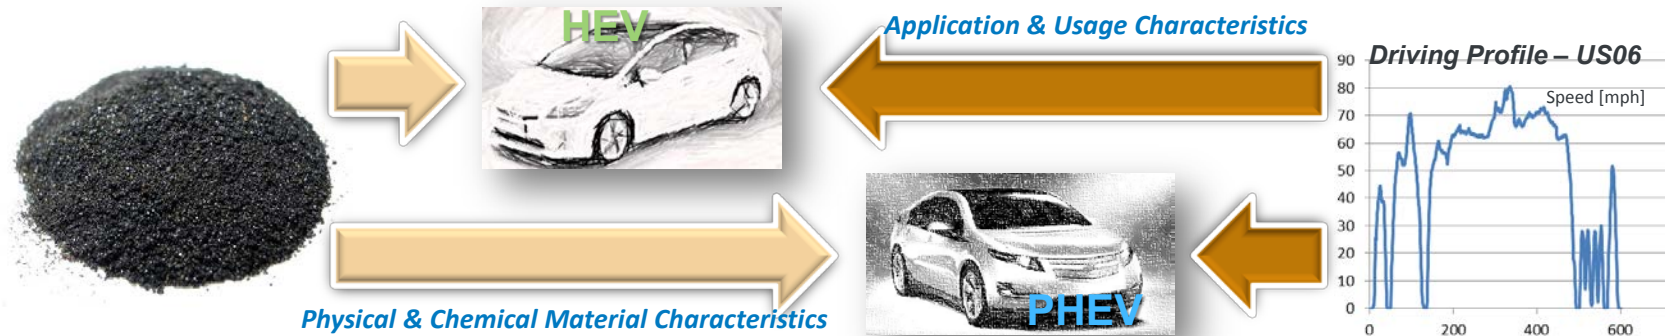 HEV
Application & Usage Characteristics
Driving Profile – US06
Speed [mph]
90
80
70
60
50
40
30
20
10
0
0 200 400 600
PHEV
Physical & Chemical Material Characteristics